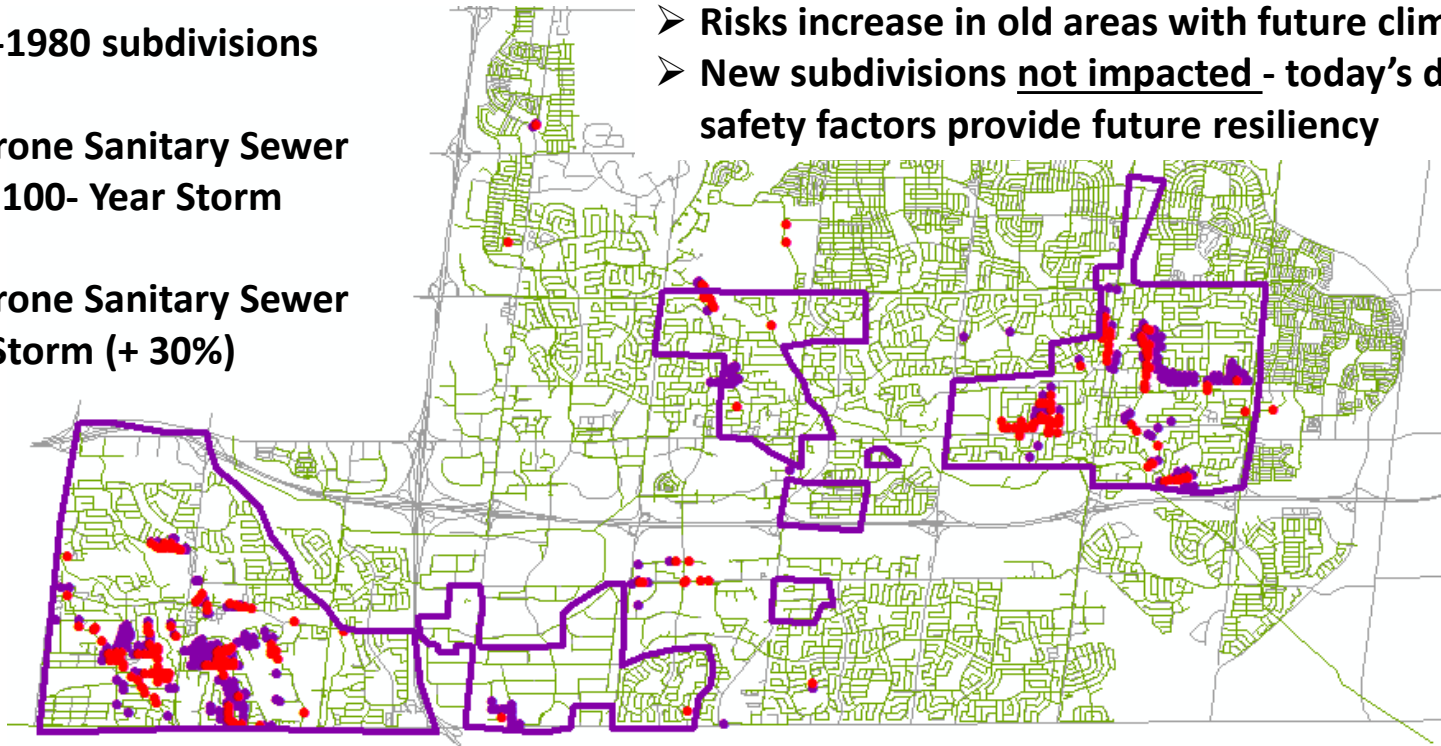 -1980 subdivisions
rone Sanitary Sewer
100- Year Storm
rone Sanitary Sewer
Storm (+ 30%)
➢ Risks increase in old areas with future clim
➢ New subdivisions not impacted - today's d
safety factors provide future resiliency